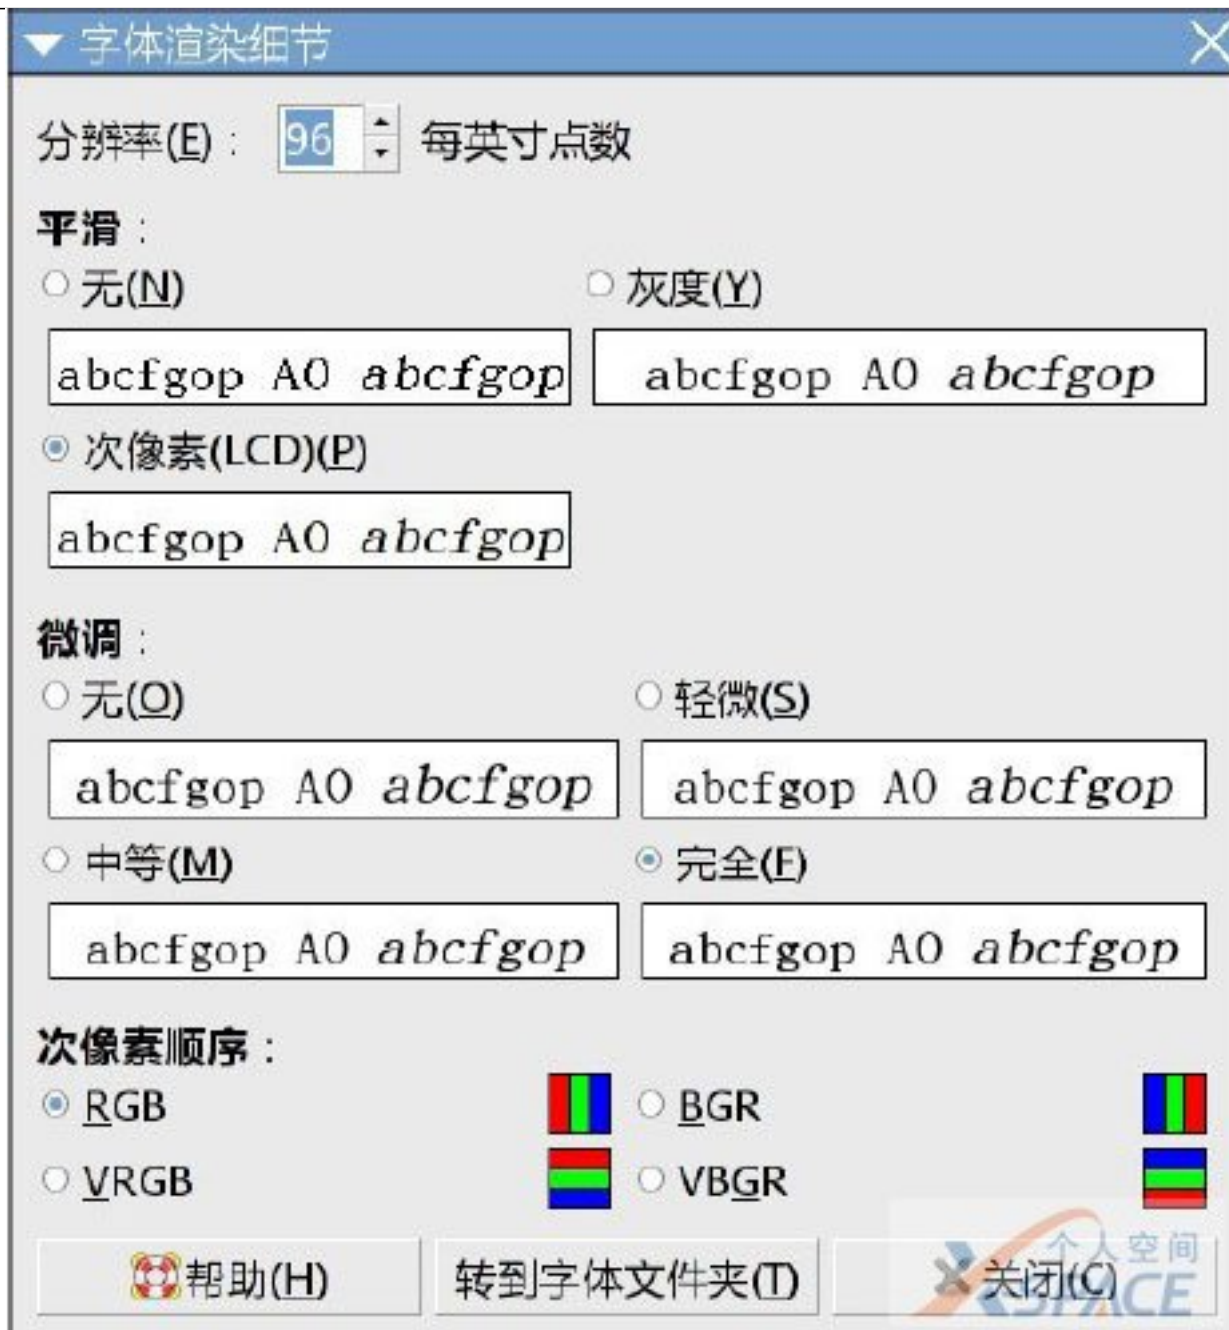 字体渲染细节
分辨率(E)： 96 每英寸点数
平滑：
无(N) 灰度(Y)
abcfgop AO abcfgop abcfgop AO abcfgop
次像素(LCD)(P)
abcfgop AO abcfgop
微调：
无(O) 轻微(S)
abcfgop AO abcfgop abcfgop AO abcfgop
中等(M) 完全(F)
abcfgop AO abcfgop abcfgop AO abcfgop
次像素顺序：
RGB BGR
VRGB VBGR
帮助(H) 转到字体文件夹(T) 关闭(C)
个人空间
XSPACE